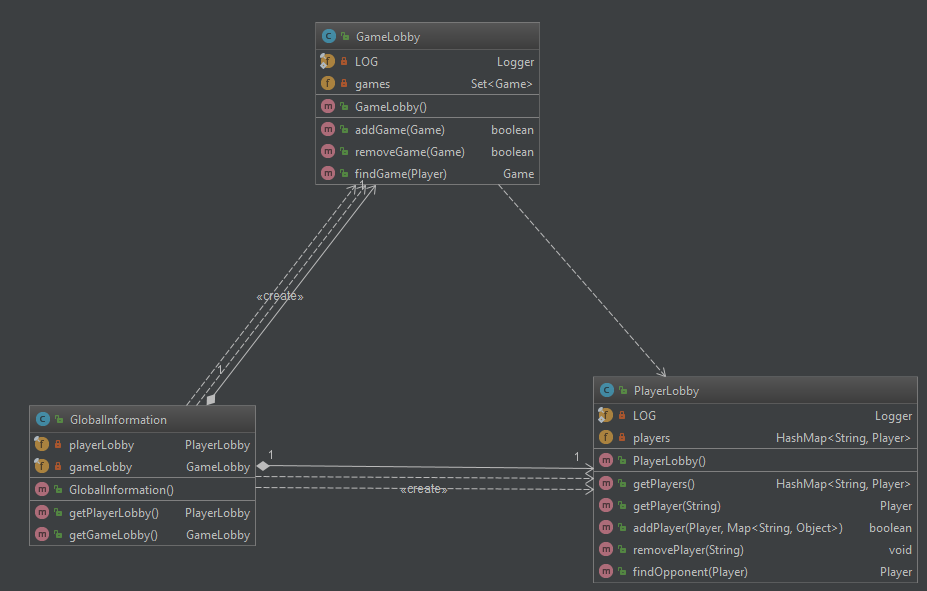 GameLobby
LOG Logger
games Set<Game>
GameLobby()
addGame(Game) boolean
removeGame(Game) boolean
findGame(Player) Game
1
«create»
1
GlobalInformation
playerLobby PlayerLobby
gameLobby GameLobby
GlobalInformation()
getPlayerLobby() PlayerLobby
getGameLobby() GameLobby
1
1
«create»
PlayerLobby
LOG Logger
players HashMap<String, Player>
PlayerLobby()
getPlayers() HashMap<String, Player>
getPlayer(String) Player
addPlayer(Player, Map<String, Object>) boolean
removePlayer(String) void
findOpponent(Player) Player